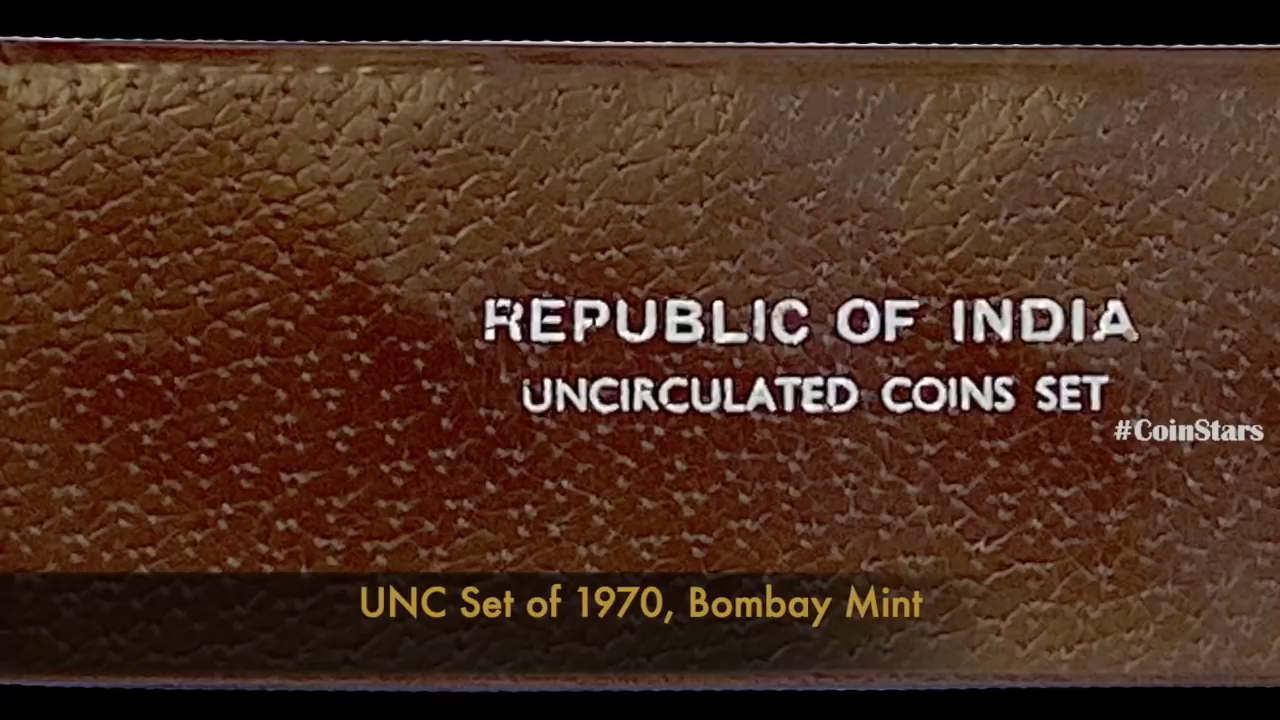 REPUBLIC OF INDIA
UNCIRCULATED COINS SET
#CoinStars
UNC Set of 1970, Bombay Mint